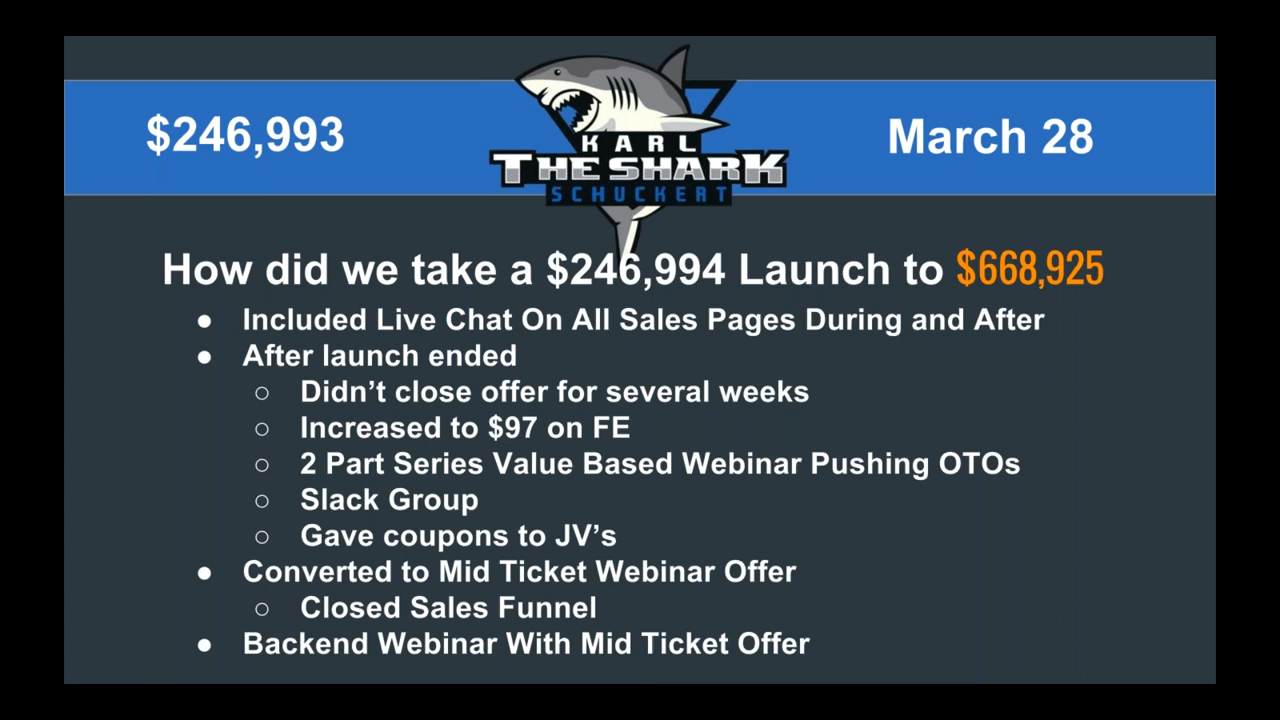 $246,993
KARL
THE SHARK
SCHUCKERT
March 28
How did we take a $246,994 Launch to $668,925
● Included Live Chat On All Sales Pages During and After
● After launch ended
○ Didn’t close offer for several weeks
○ Increased to $97 on FE
○ 2 Part Series Value Based Webinar Pushing OTOs
○ Slack Group
○ Gave coupons to JV’s
● Converted to Mid Ticket Webinar Offer
○ Closed Sales Funnel
● Backend Webinar With Mid Ticket Offer